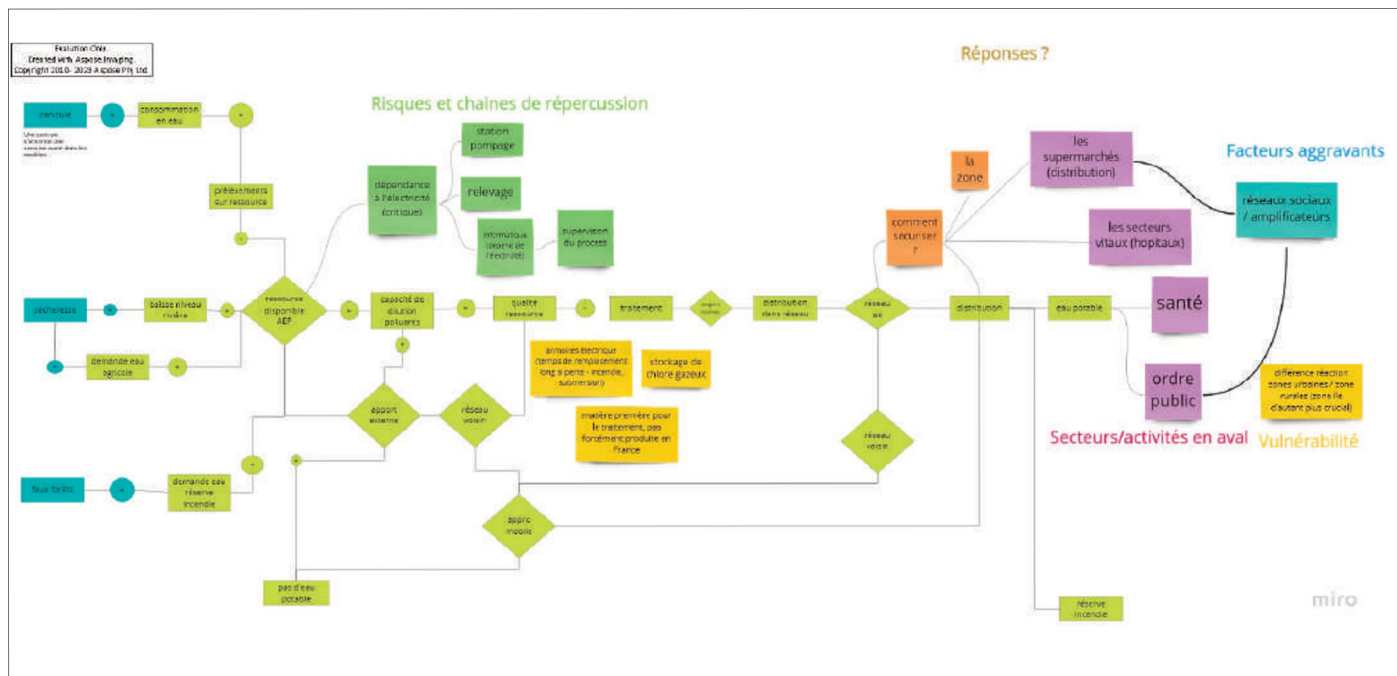 Evaluation Only.
Created with Aspose.Imaging.
Copyright 2010- 2023 Aspose Pty Ltd.
Réponses ?
Risques et chaines de répercussion
Facteurs aggravants
canicule
consommation
en eau
prélèvements
sur ressource
station
pompage
dépendance
à l'électricité
(critique)
relevage
informatique
(dépend de
l'électricité)
supervision
du process
la
zone
comment
sécuriser
?
les
supermarchés
(distribution)
les secteurs
vitaux (hopitaux)
réseaux sociaux
/ amplificateurs
sécheresse
baisse niveau
rivière
demande eau
agricole
ressource
disponible
AEP
capacité de
dilution polluants
qualité
ressource
traitement
distribution
dans réseau
réseau
distribution
eau potable
santé
ordre
public
armoires électrique
(temps de remplacement
long si perte - incendie,
submersion)
stockage de
chlore gazeux
matière première pour
le traitement, pas
forcément produite en
France
différence réaction
zones urbaines / zone
rurales (zone île
d'autant plus crucial)
Secteurs/activités en aval
Vulnérabilité
apport
externe
réseau
voisin
réseau
voisin
feux forêts
demande eau
réserve
incendie
appro
mobile
pas d'eau
potable
réserve
incendie
miro